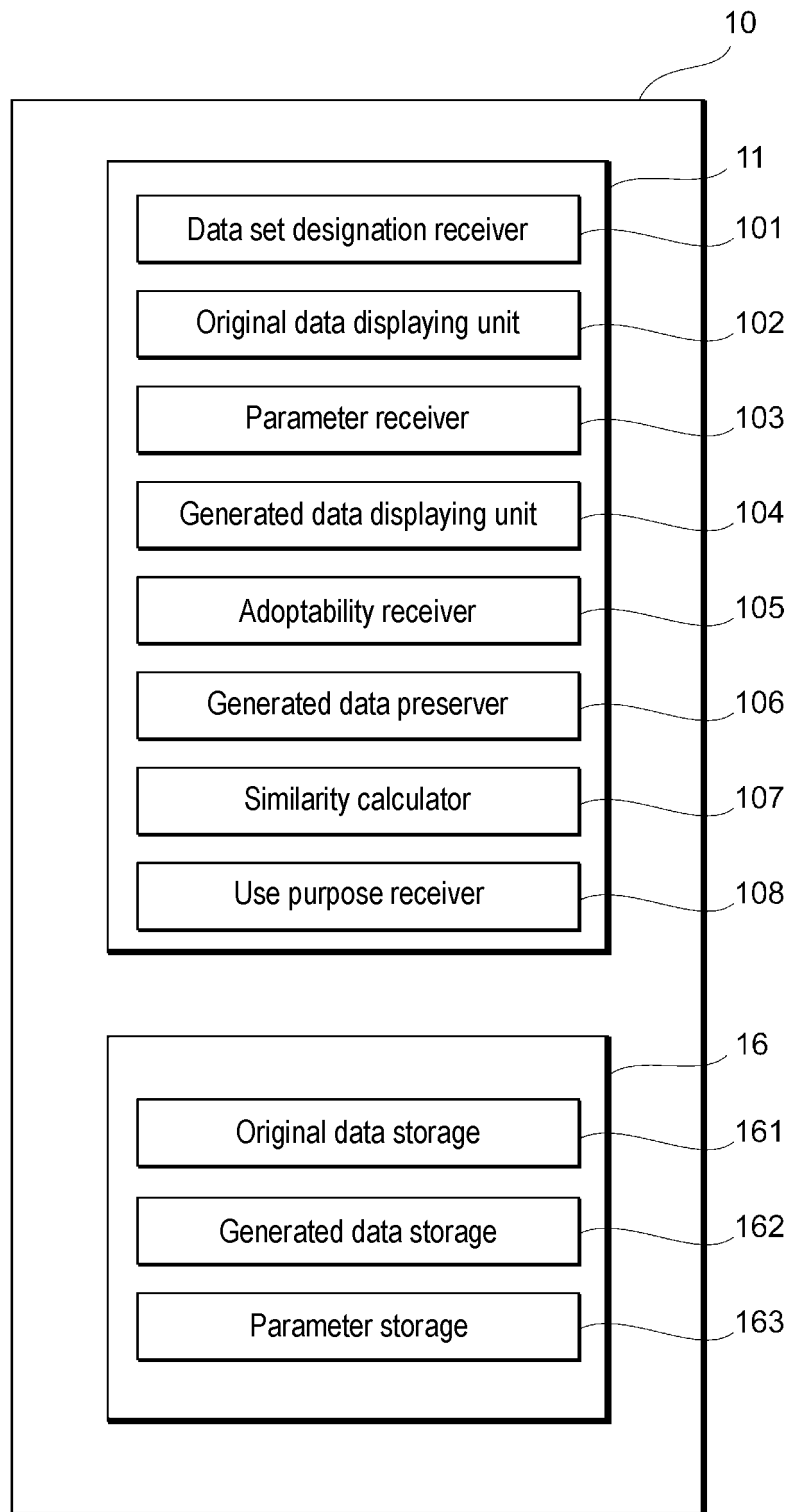 10
11
Data set designation receiver 101
Original data displaying unit 102
Parameter receiver 103
Generated data displaying unit 104
Adoptability receiver 105
Generated data preserver 106
Similarity calculator 107
Use purpose receiver 108
16
Original data storage 161
Generated data storage 162
Parameter storage 163